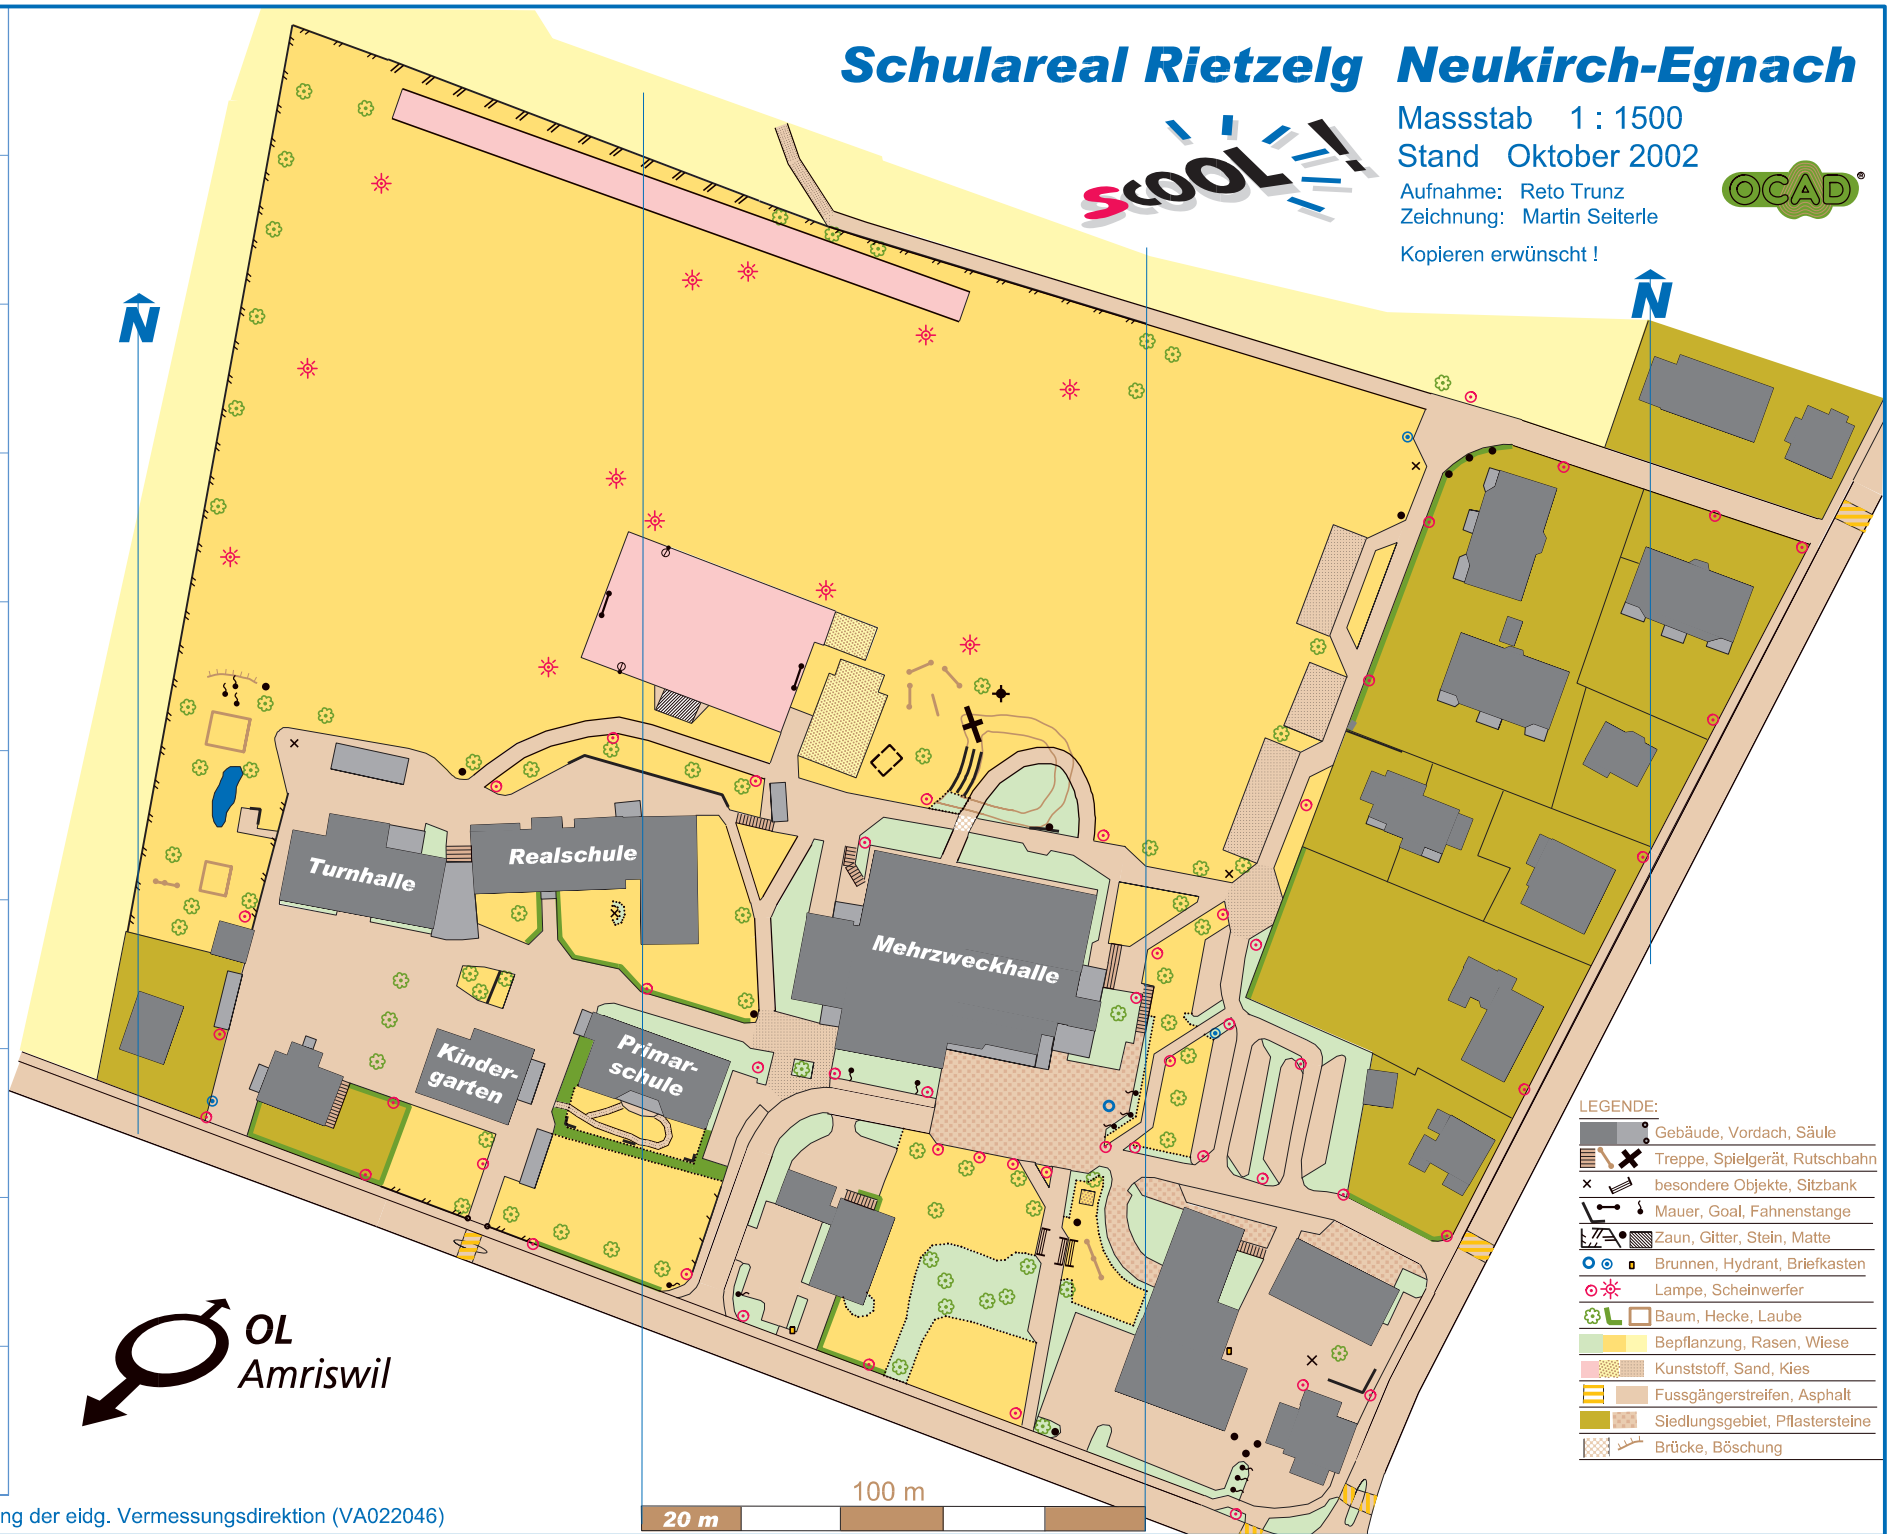 Schulareal Rietzelg Neukirch-Egnach
Massstab 1 : 1500
Stand Oktober 2002
Aufnahme: Reto Trunz
Zeichnung: Martin Seiterle
Kopieren erwünscht !
sCOOL!
OCAD®
N
N
Turnhalle
Realschule
Mehrzweckhalle
Kinder-
garten
Primar-
schule
LEGENDE:
Gebäude, Vordach, Säule
Treppe, Spielgerät, Rutschbahn
besondere Objekte, Sitzbank
Mauer, Goal, Fahnenstange
Zaun, Gitter, Stein, Matte
Brunnen, Hydrant, Briefkasten
Lampe, Scheinwerfer
Baum, Hecke, Laube
Bepflanzung, Rasen, Wiese
Kunststoff, Sand, Kies
Fussgängerstreifen, Asphalt
Siedlungsgebiet, Pflastersteine
Brücke, Böschung
OL
Amriswil
100 m
20 m
ng der eidg. Vermessungsdirektion (VA022046)